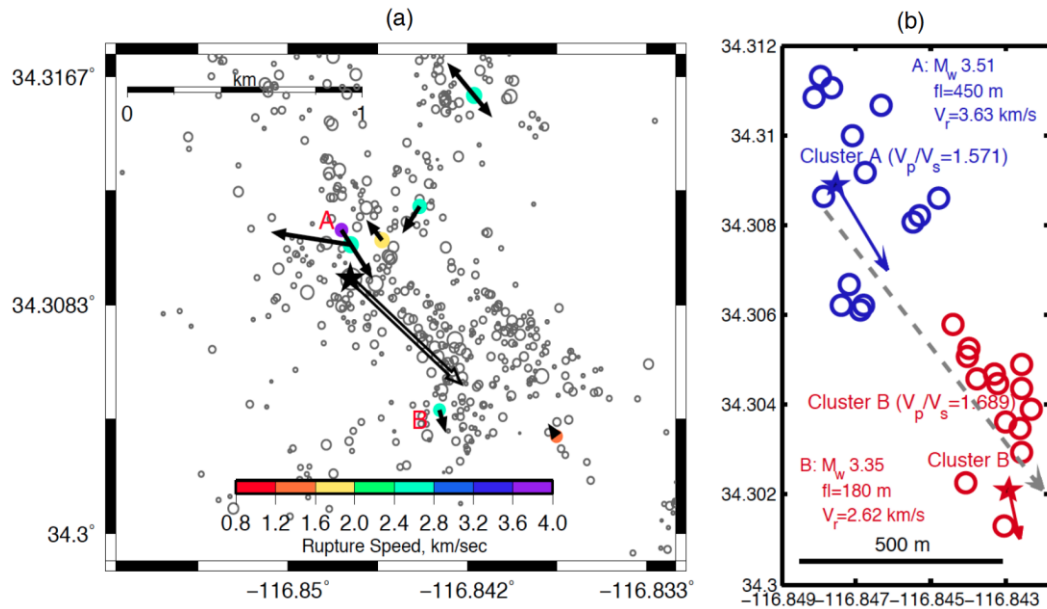 (a)
34.3167°
34.3083°
34.3°
km
0 1
A
B
0.8 1.2 1.6 2.0 2.4 2.8 3.2 3.6 4.0
Rupture Speed, km/sec
−116.85° −116.842° −116.833°
(b)
34.312
34.31
34.308
34.306
34.304
34.302
34.3
A: Mw 3.51
fl=450 m
Vr=3.63 km/s
Cluster A (Vp/Vs=1.571)
Cluster B (Vp/Vs=1.689)
Cluster B
B: Mw 3.35
fl=180 m
Vr=2.62 km/s
500 m
−116.849 −116.847 −116.845 −116.843